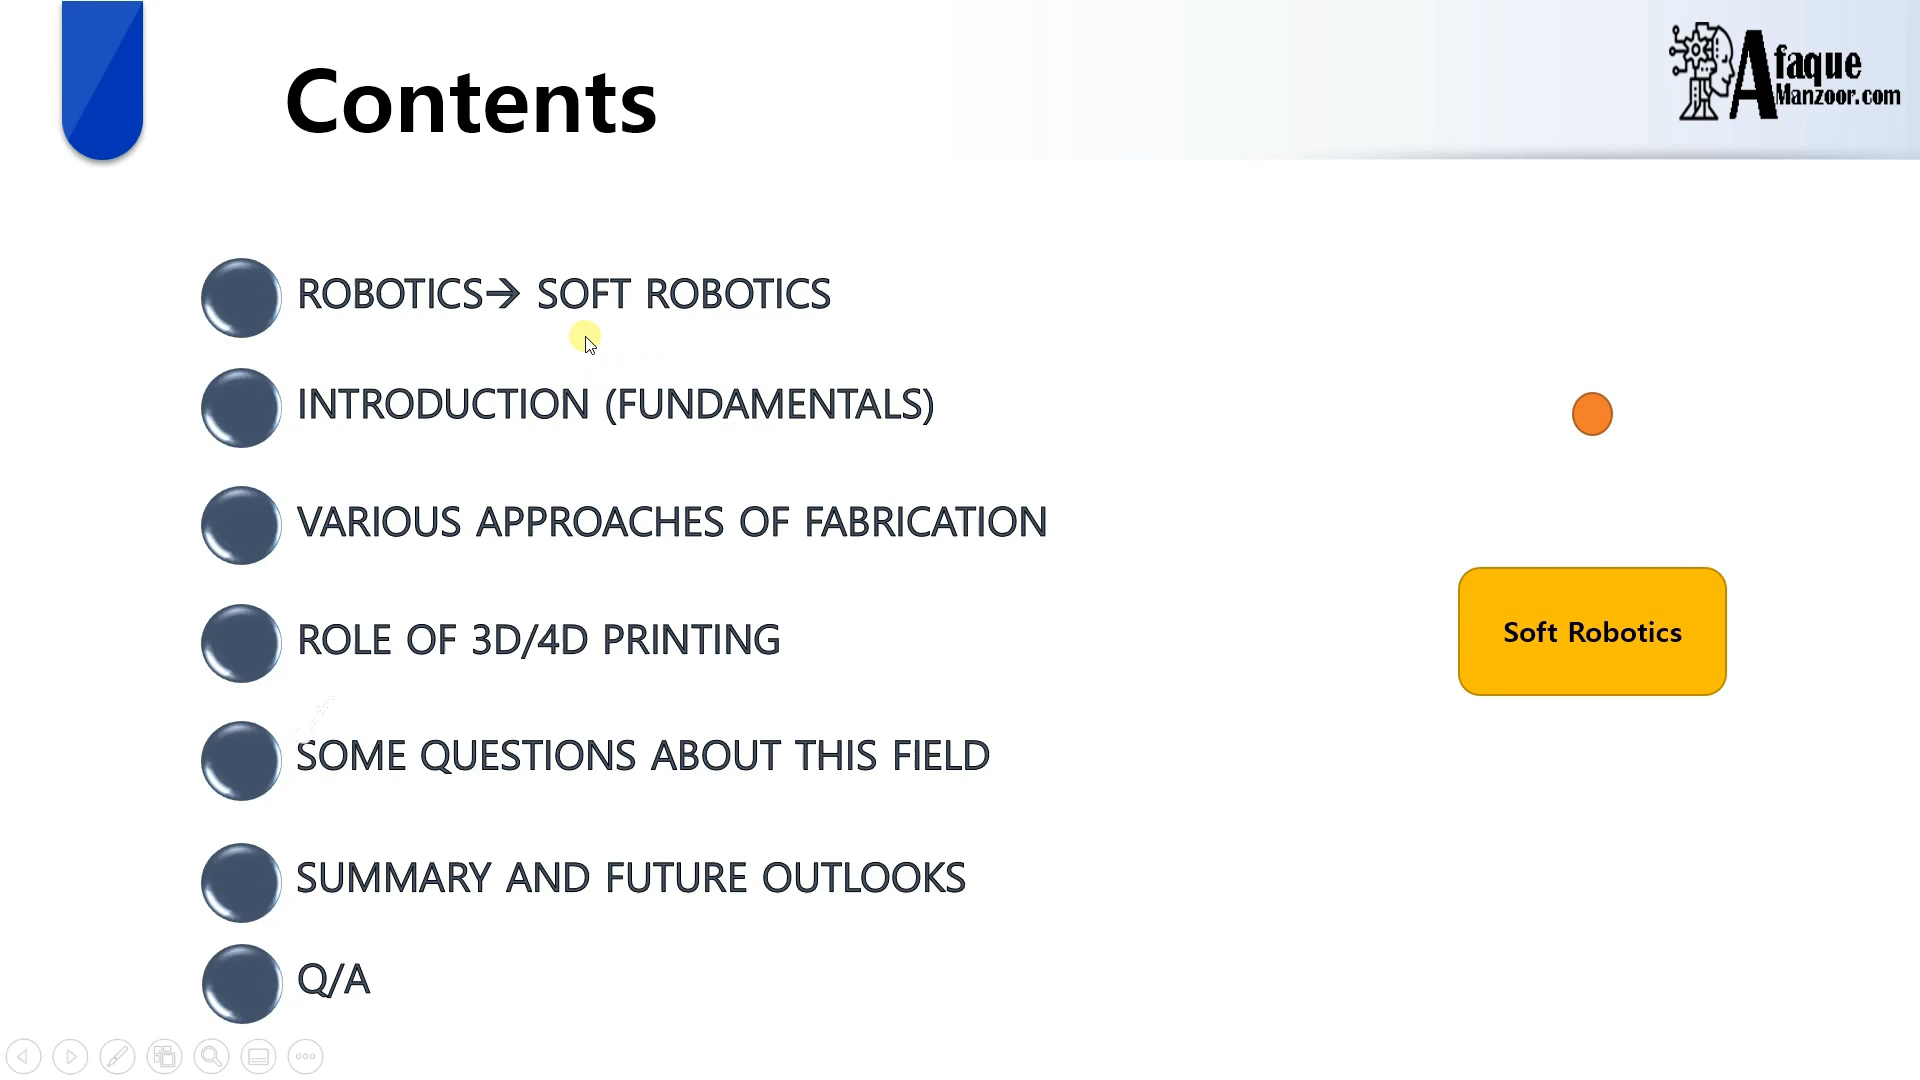 Contents
Afaque
Manzoor.com
ROBOTICS→ SOFT ROBOTICS
INTRODUCTION (FUNDAMENTALS)
VARIOUS APPROACHES OF FABRICATION
ROLE OF 3D/4D PRINTING
SOME QUESTIONS ABOUT THIS FIELD
SUMMARY AND FUTURE OUTLOOKS
Q/A
Soft Robotics